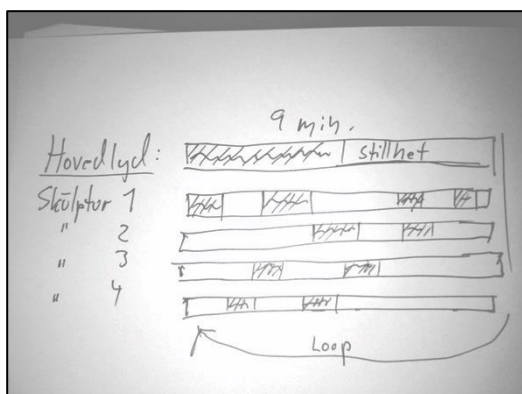 9 min.
Hovedlyd: stillhet
Skulptur 1
" 2
" 3
" 4
Loop